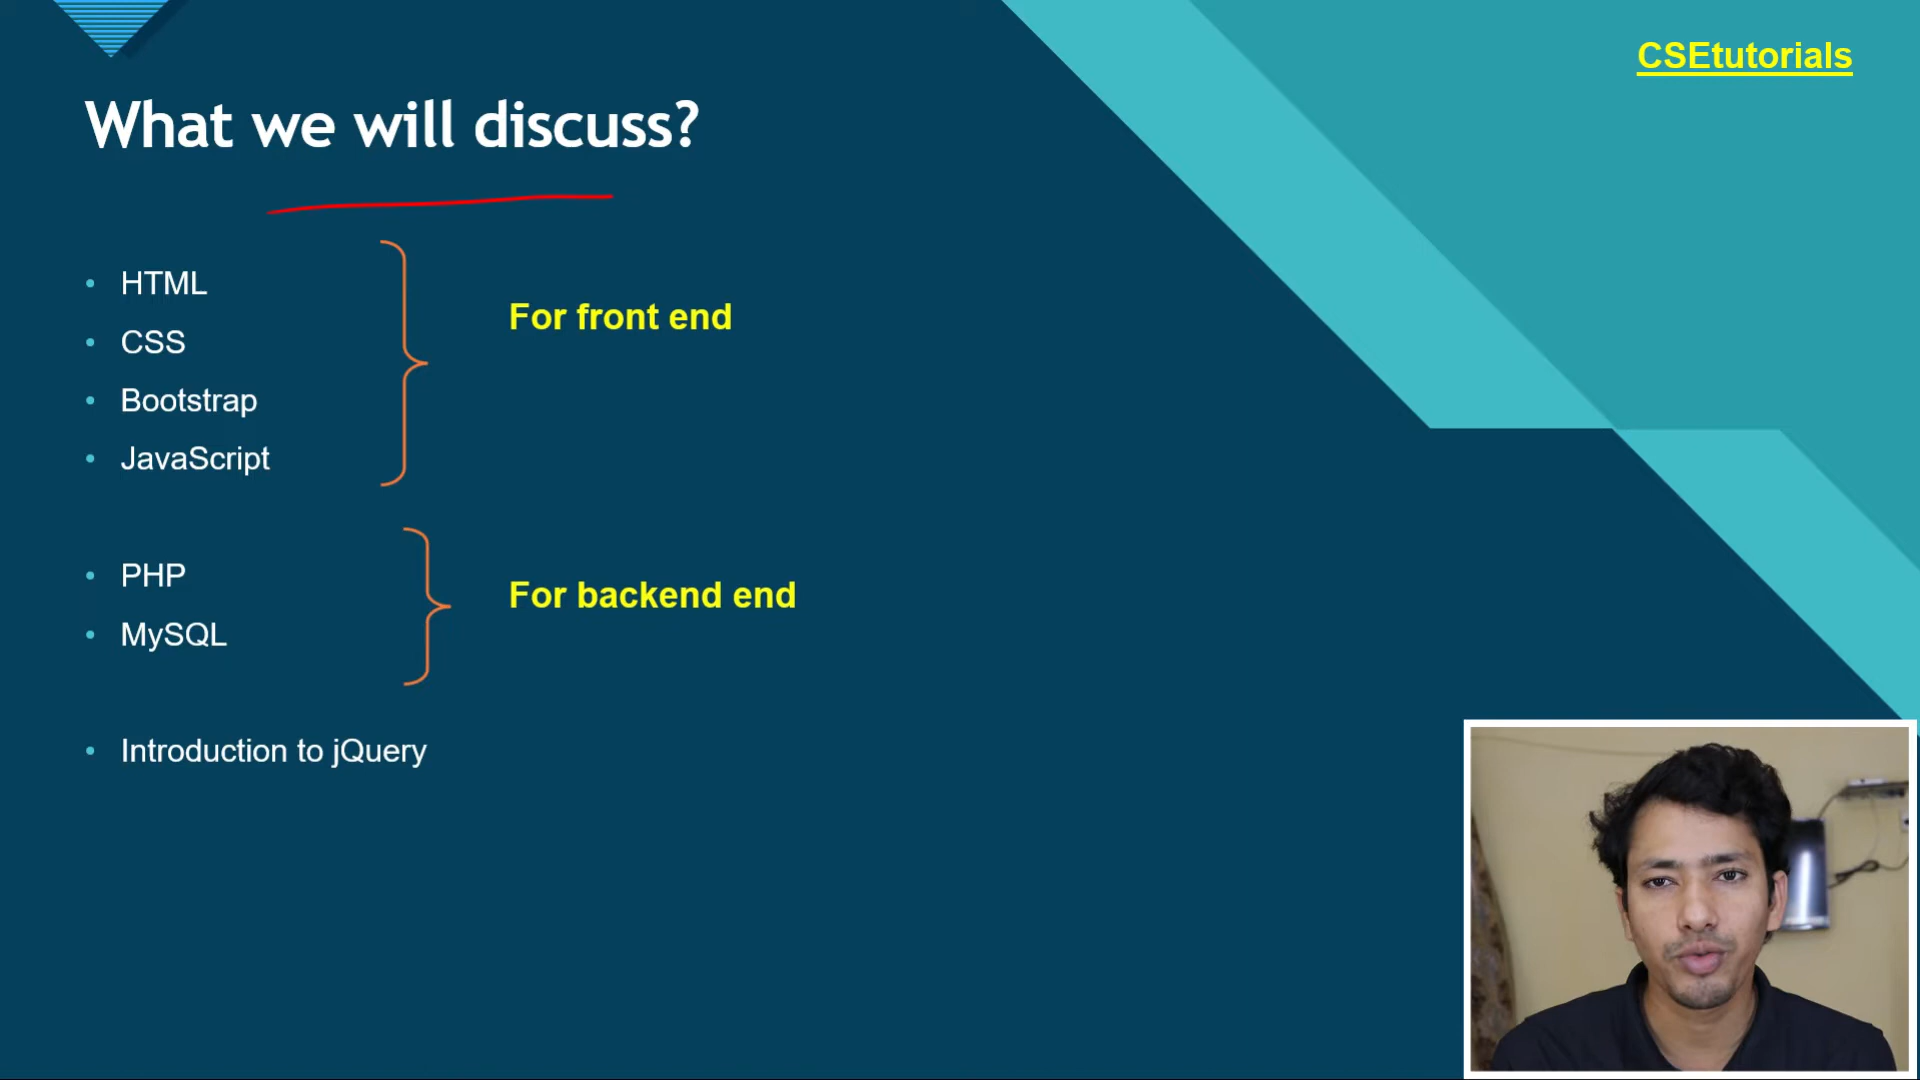 CSEtutorials
What we will discuss?
• HTML
• CSS
• Bootstrap
• JavaScript
For front end
• PHP
• MySQL
For backend end
• Introduction to jQuery